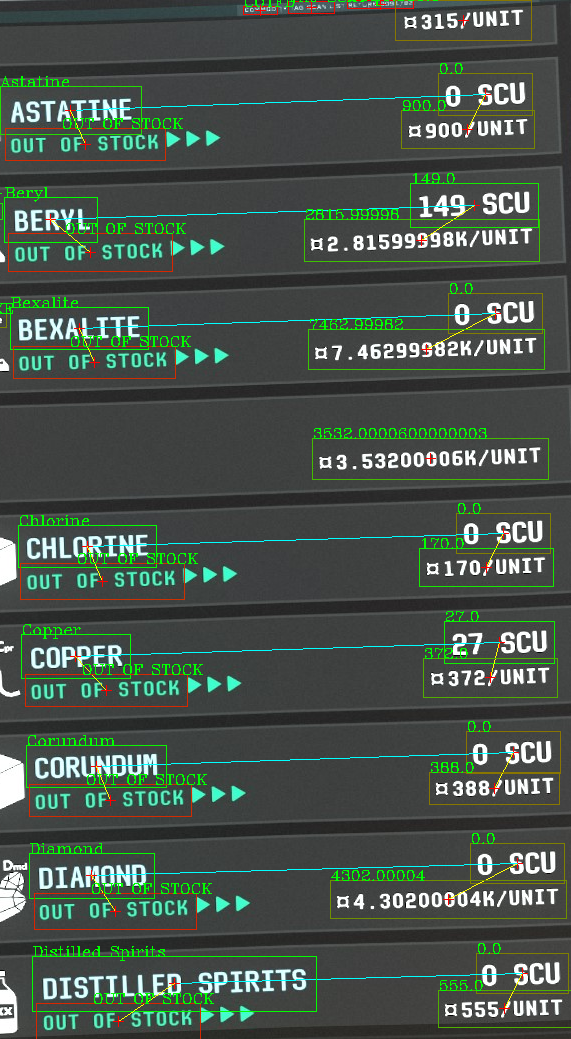 ¤315/UNIT
Astatine
0.0
ASTATINE
0 SCU
900.0
OUT OF STOCK
¤900/UNIT
OUT OF STOCK
Beryl
149.0
BERYL
149 SCU
2815.99998
OUT OF STOCK
¤2.81599998K/UNIT
OUT OF STOCK
Bexalite
0.0
BEXALITE
0 SCU
7462.99982
OUT OF STOCK
¤7.46299982K/UNIT
OUT OF STOCK
3532.0000600000003
¤3.53200006K/UNIT
Chlorine
0.0
CHLORINE
0 SCU
170.0
OUT OF STOCK
¤170/UNIT
OUT OF STOCK
Copper
27.0
Cpr
COPPER
27 SCU
372.0
OUT OF STOCK
¤372/UNIT
OUT OF STOCK
Corundum
0.0
CORUNDUM
0 SCU
388.0
OUT OF STOCK
¤388/UNIT
OUT OF STOCK
Diamond
0.0
Dmd
DIAMOND
0 SCU
4302.00004
OUT OF STOCK
¤4.30200004K/UNIT
OUT OF STOCK
Distilled Spirits
0.0
DISTILLED SPIRITS
0 SCU
555.0
OUT OF STOCK
¤555/UNIT
OUT OF STOCK